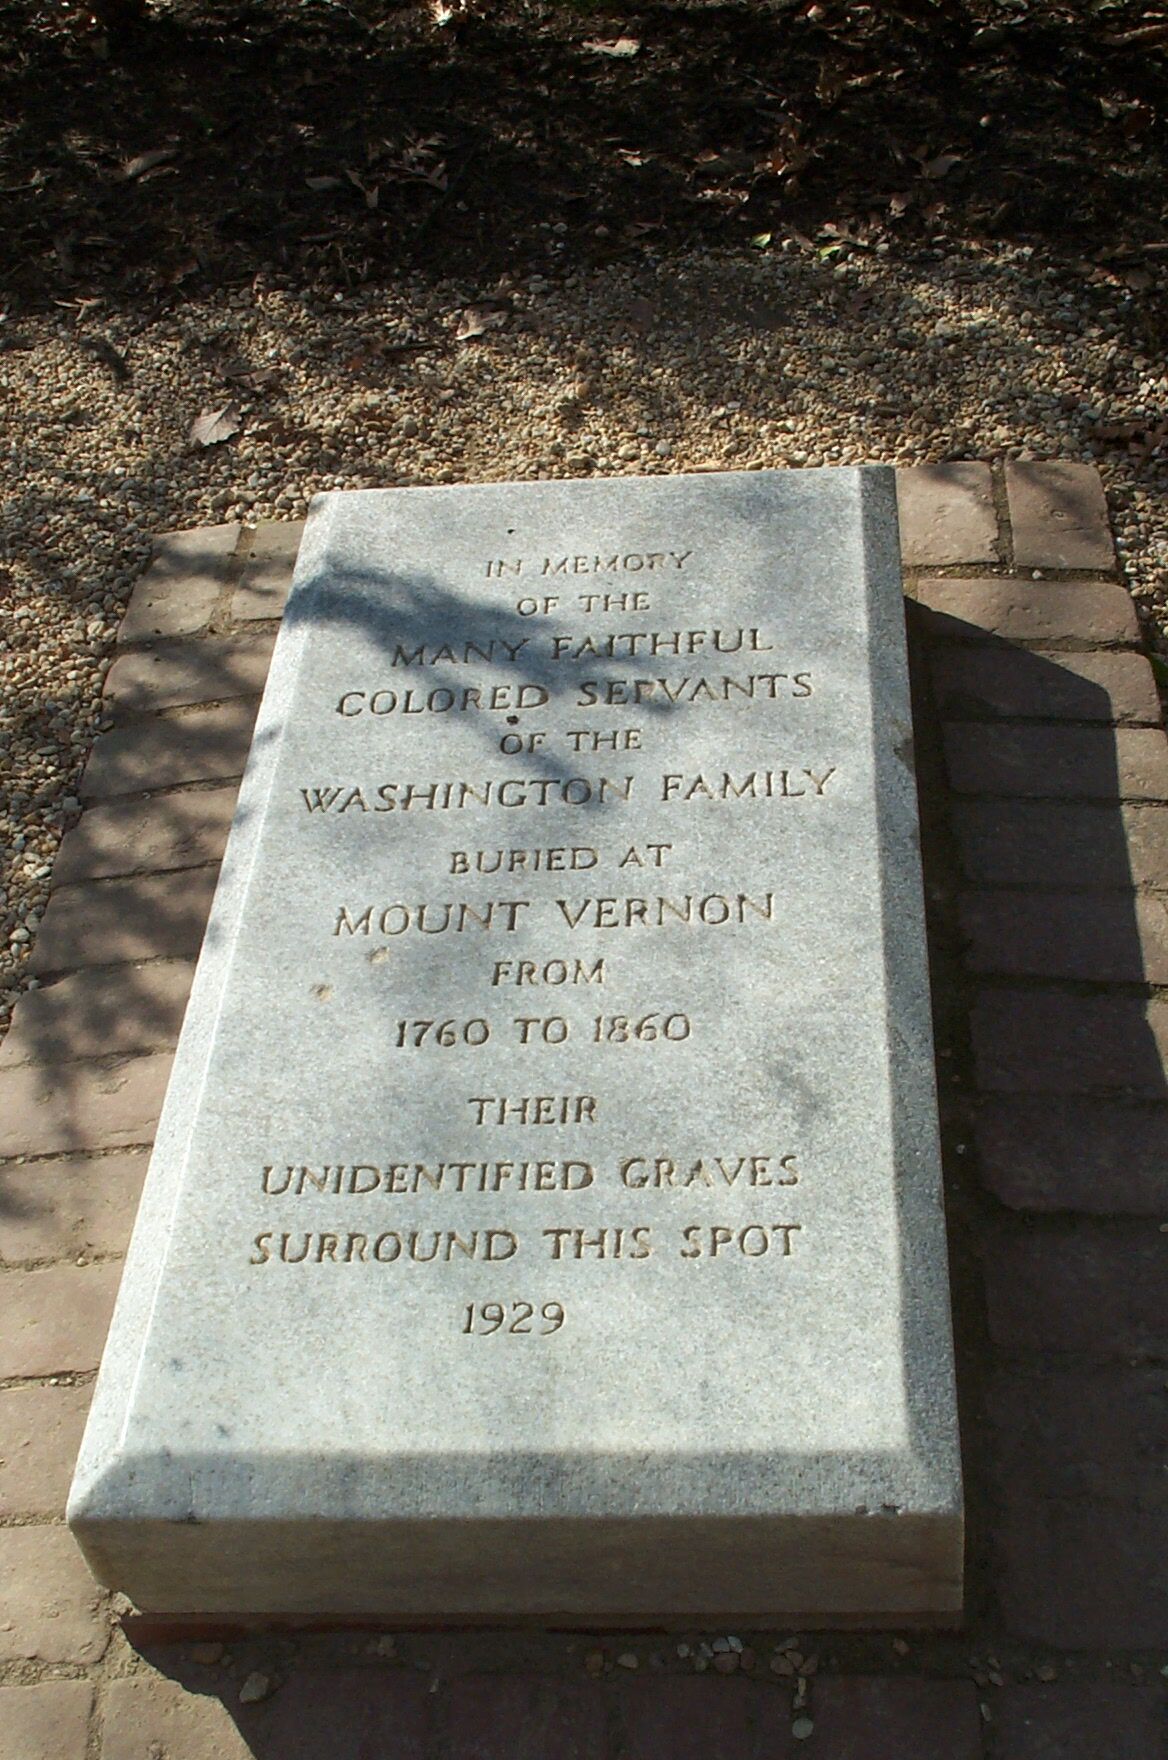 IN MEMORY
OF THE
MANY FAITHFUL
COLORED SERVANTS
OF THE
WASHINGTON FAMILY
BURIED AT
MOUNT VERNON
FROM
1760 TO 1860
THEIR
UNIDENTIFIED GRAVES
SURROUND THIS SPOT
1929